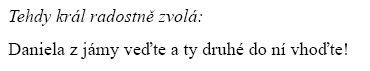 Tehdy král radostně zvolá:
Daniela z jámy veďte a ty druhé do ní vhoďte!